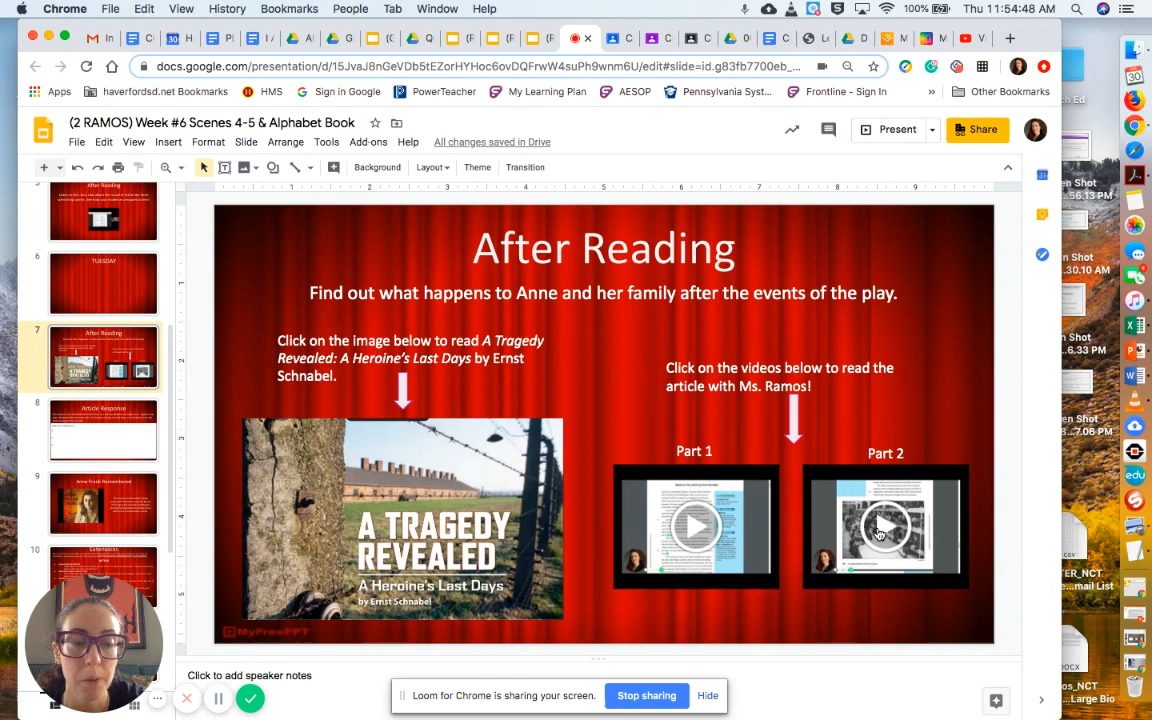 Chrome File Edit View History Bookmarks People Tab Window Help 100% Thu 11:54:48 AM
docs.google.com/presentation/d/15JvaJ8nGeVDb5tEZorHYHoc6ovDQFrwW4suPh9wnm6U/edit#slide=id.g83fb7700eb_...
Apps haverfordsd.net Bookmarks HMS Sign in Google PowerTeacher My Learning Plan AESOP Pennsylvania Syst... Frontline - Sign In » Other Bookmarks
(2 RAMOS) Week #6 Scenes 4-5 & Alphabet Book
File Edit View Insert Format Slide Arrange Tools Add-ons Help All changes saved in Drive
Present Share
Background Layout Theme Transition
After Reading
6 TUESDAY
7 After Reading
8 Article Response
9 Anne Frank Remembered
10 Extensions
After Reading
Find out what happens to Anne and her family after the events of the play.
Click on the image below to read A Tragedy
Revealed: A Heroine's Last Days by Ernst
Schnabel.
Click on the videos below to read the
article with Ms. Ramos!
Part 1 Part 2
A TRAGEDY
REVEALED
A Heroine's Last Days
by Ernst Schnabel
MyFreePPT
Click to add speaker notes
Loom for Chrome is sharing your screen. Stop sharing Hide